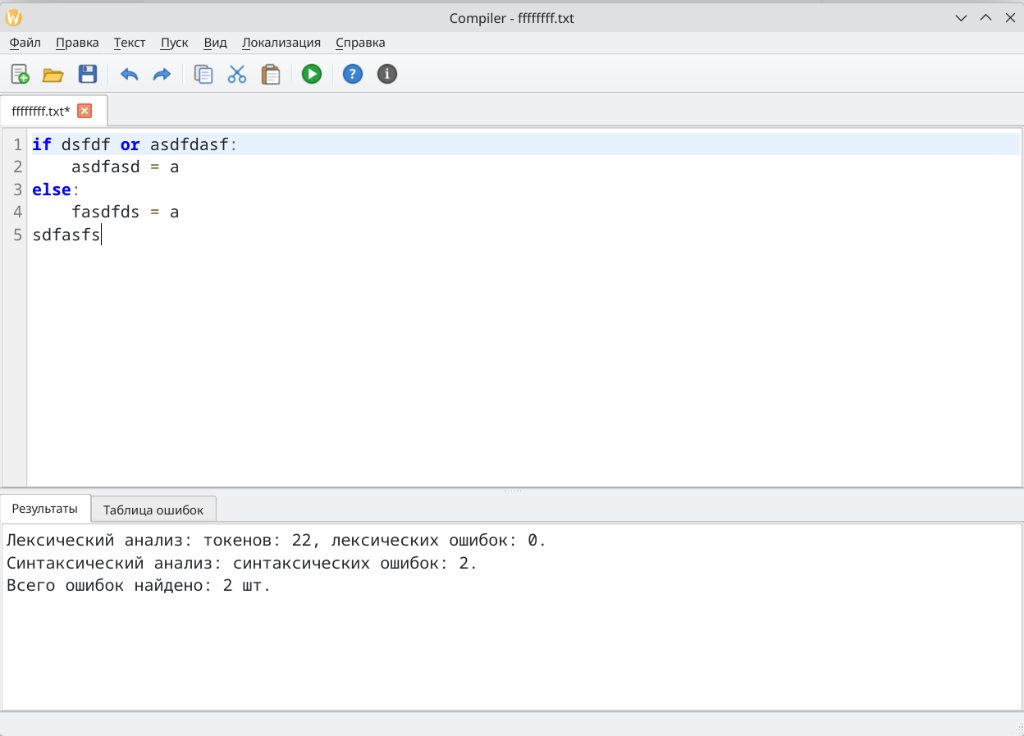 Compiler - ffffffff.txt
Файл Правка Текст Пуск Вид Локализация Справка
ffffffff.txt*
1 if dsfdf or asdfdasf:
2     asdfasd = a
3 else:
4     fasdfds = a
5 sdfasfs
Результаты Таблица ошибок
Лексический анализ: токенов: 22, лексических ошибок: 0.
Синтаксический анализ: синтаксических ошибок: 2.
Всего ошибок найдено: 2 шт.